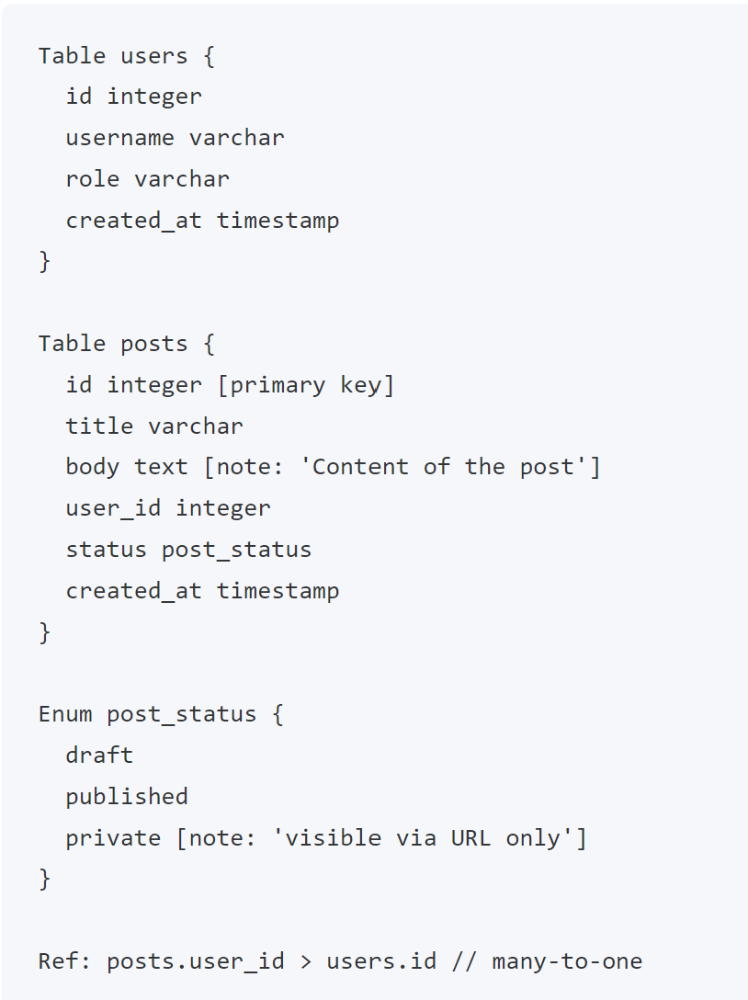 Table users {
  id integer
  username varchar
  role varchar
  created_at timestamp
}

Table posts {
  id integer [primary key]
  title varchar
  body text [note: 'Content of the post']
  user_id integer
  status post_status
  created_at timestamp
}

Enum post_status {
  draft
  published
  private [note: 'visible via URL only']
}

Ref: posts.user_id > users.id // many-to-one